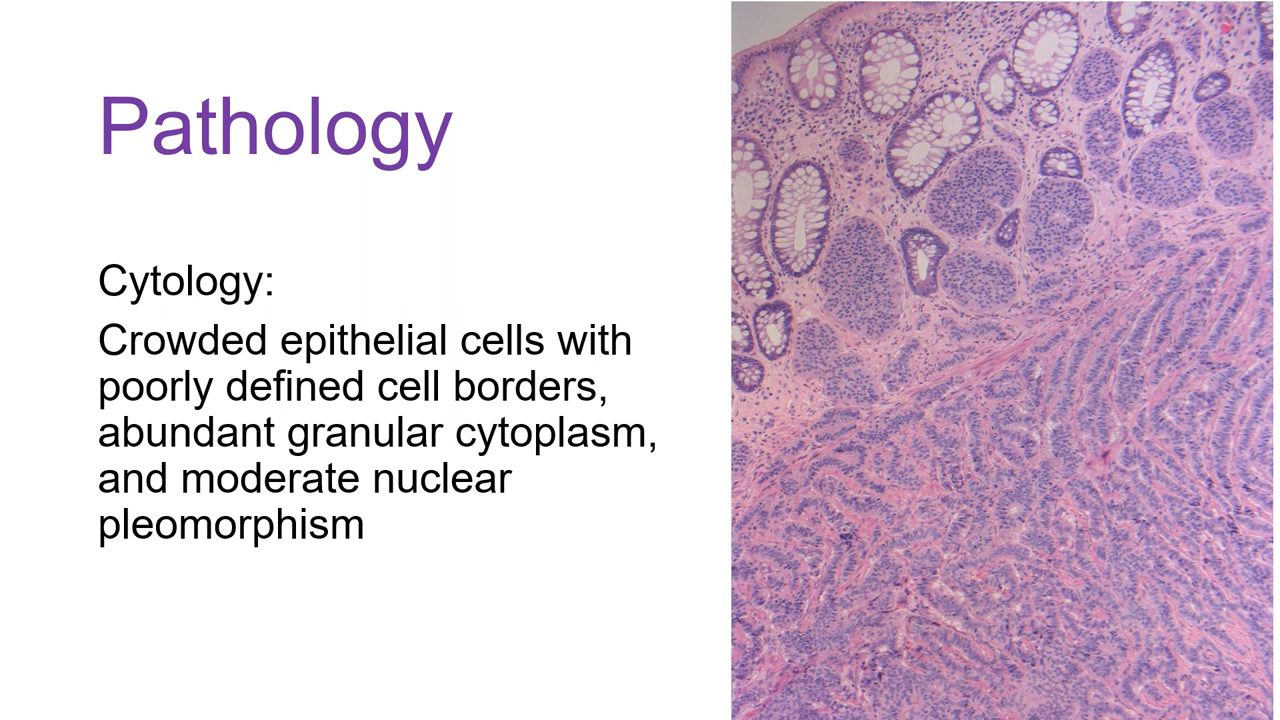 Pathology
Cytology:
Crowded epithelial cells with
poorly defined cell borders,
abundant granular cytoplasm,
and moderate nuclear
pleomorphism